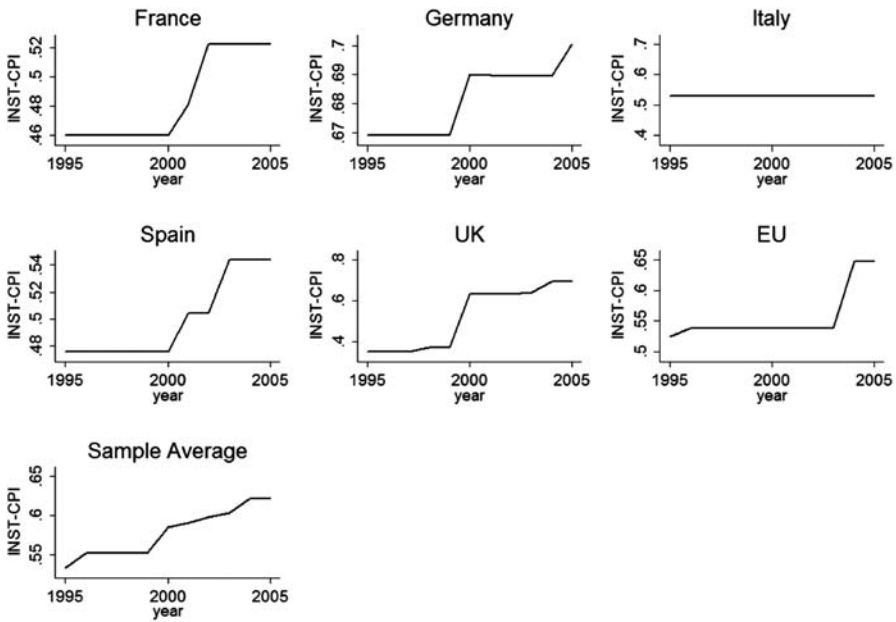 France
INST-CPI
.46 .48 .5 .52
1995 2000 2005
year
Germany
INST-CPI
.67 .68 .69 .7
1995 2000 2005
year
Italy
INST-CPI
.4 .5 .6 .7
1995 2000 2005
year
Spain
INST-CPI
.48 .5 .52 .54
1995 2000 2005
year
UK
INST-CPI
.4 .6 .8
1995 2000 2005
year
EU
INST-CPI
.5 .55 .65
1995 2000 2005
year
Sample Average
INST-CPI
.55 .6 .65
1995 2000 2005
year